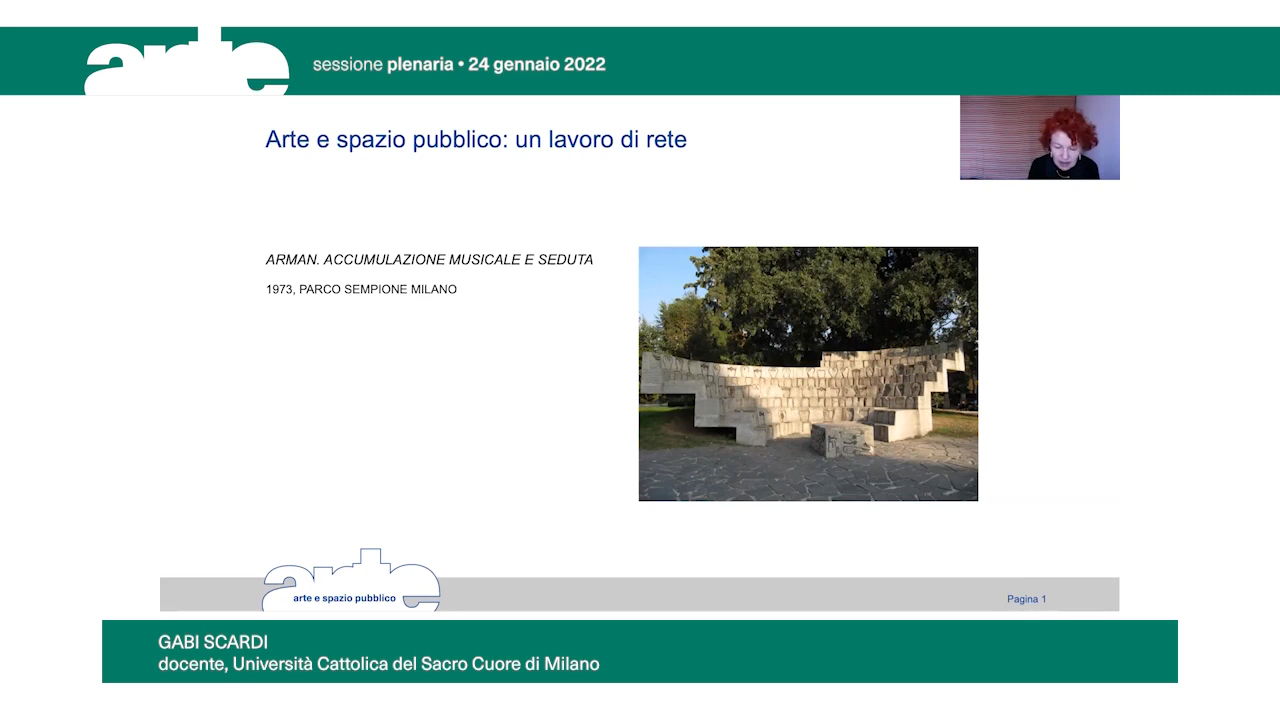 arte
sessione plenaria • 24 gennaio 2022
Arte e spazio pubblico: un lavoro di rete
ARMAN. ACCUMULAZIONE MUSICALE E SEDUTA
1973, PARCO SEMPIONE MILANO
arte
arte e spazio pubblico
Pagina 1
GABI SCARDI
docente, Università Cattolica del Sacro Cuore di Milano